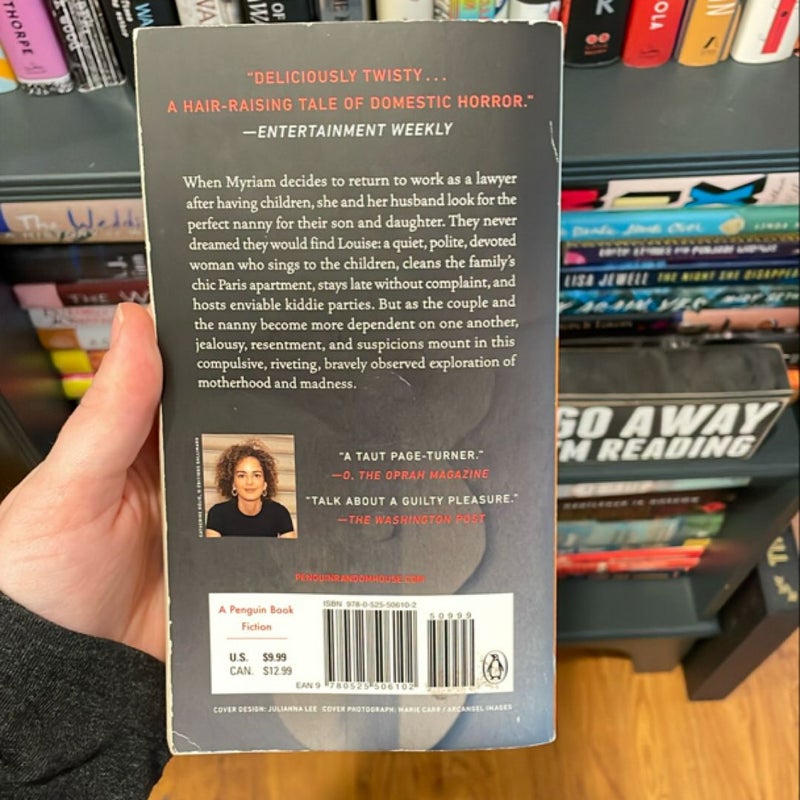 THORPE
"DELICIOUSLY TWISTY...
A HAIR-RAISING TALE OF DOMESTIC HORROR."
—ENTERTAINMENT WEEKLY
When Myriam decides to return to work as a lawyer
after having children, she and her husband look for the
perfect nanny for their son and daughter. They never
dreamed they would find Louise: a quiet, polite, devoted
woman who sings to the children, cleans the family's
chic Paris apartment, stays late without complaint, and
hosts enviable kiddie parties. But as the couple and
the nanny become more dependent on one another,
jealousy, resentment, and suspicions mount in this
compulsive, riveting, bravely observed exploration of
motherhood and madness.
"A TAUT PAGE-TURNER."
—O, THE OPRAH MAGAZINE
"TALK ABOUT A GUILTY PLEASURE."
—THE WASHINGTON POST
PENGUINRANDOMHOUSE.COM
A Penguin Book
Fiction
U.S. $9.99
CAN. $12.99
ISBN 978-0-525-50610-2
50999
EAN 9 780525 506102
COVER DESIGN: JULIANNA LEE COVER PHOTOGRAPH: MARIE CARR / ARCANGEL IMAGES
The
LISA JEWELL THE NIGHT SHE
GO AWAY
I'M READING